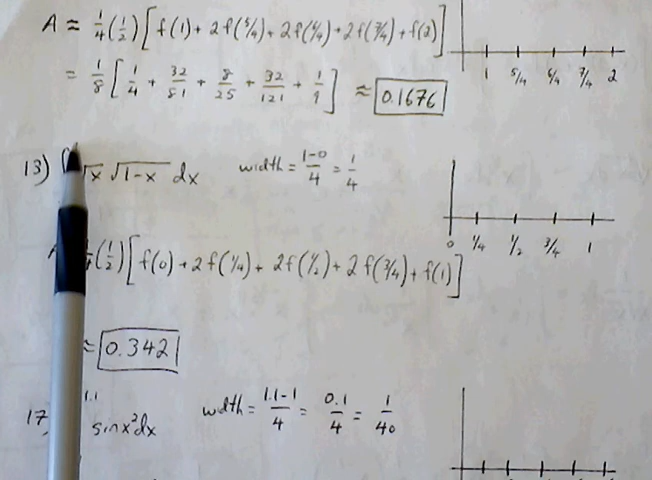 A ≈ 1/4(1/2)[f(1) + 2f(5/4) + 2f(6/4) + 2f(7/4) + f(2)]
1 5/4 6/4 7/4 2
= 1/8[1/4 + 32/81 + 8/25 + 32/121 + 1/9] ≈ 0.1676
13) √x √1-x dx width = 1-0/4 = 1/4
0 1/4 1/2 3/4 1
(1/2)[f(0) + 2f(1/4) + 2f(1/2) + 2f(3/4) + f(1)]
≈ 0.342
17 1.1 sinx²dx width = 1.1-1/4 = 0.1/4 = 1/40